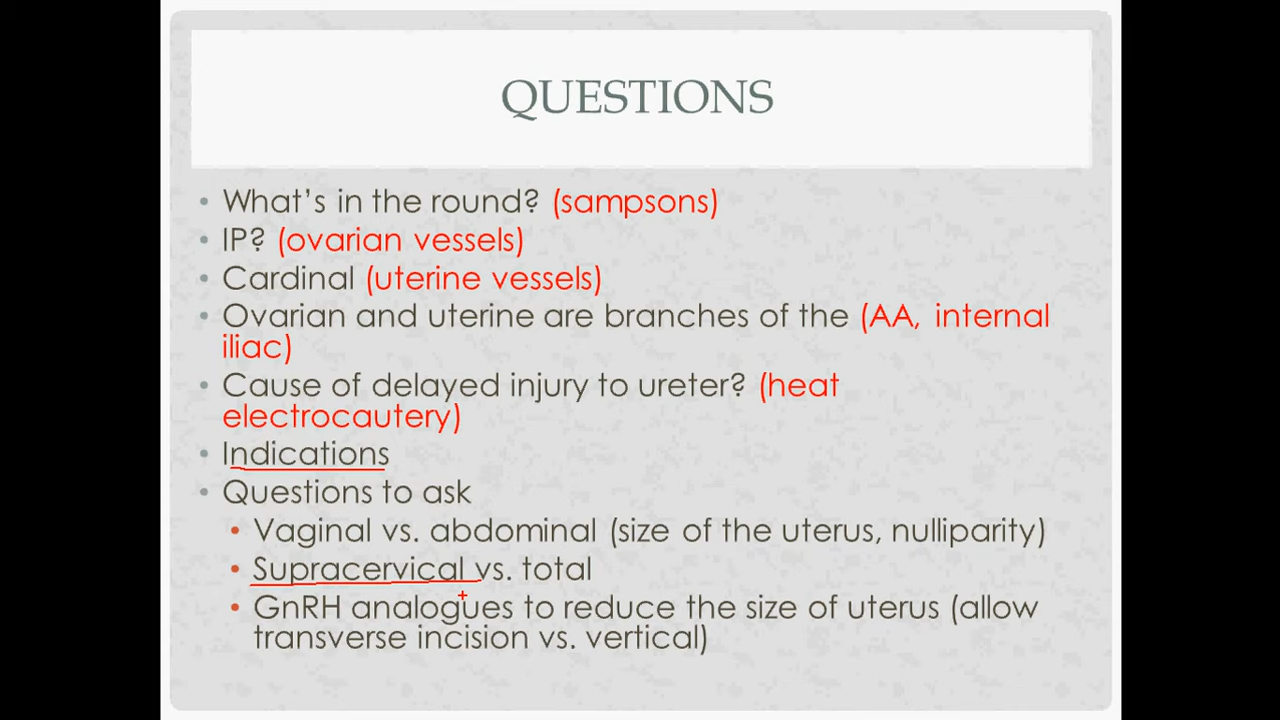 QUESTIONS
• What's in the round? (sampsons)
• IP? (ovarian vessels)
• Cardinal (uterine vessels)
• Ovarian and uterine are branches of the (AA, internal
iliac)
• Cause of delayed injury to ureter? (heat
electrocautery)
• Indications
• Questions to ask
• Vaginal vs. abdominal (size of the uterus, nulliparity)
• Supracervical vs. total
• GnRH analogues to reduce the size of uterus (allow
transverse incision vs. vertical)